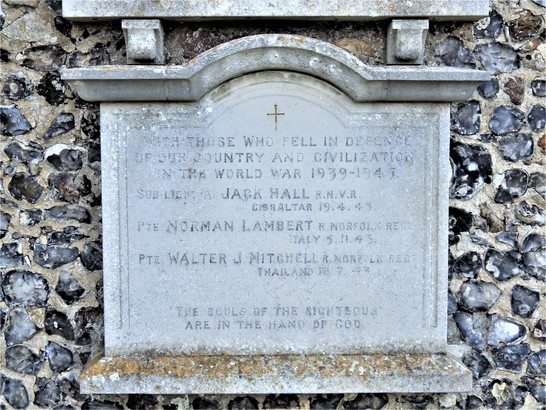 WITH THOSE WHO FELL IN DEFENCE
OF OUR COUNTRY AND CIVILIZATION
IN THE WORLD WAR 1939-1945
SUB-LIEUT A JACK HALL R.N.V.R
GIBRALTAR 19.4.43
PTE NORMAN LAMBERT R. NORFOLK REGT
ITALY 5.11.43.
PTE. WALTER J. MITCHELL R. NORFOLK REGT
THAILAND 18.7.43
"THE SOULS OF THE RIGHTEOUS
ARE IN THE HAND OF GOD